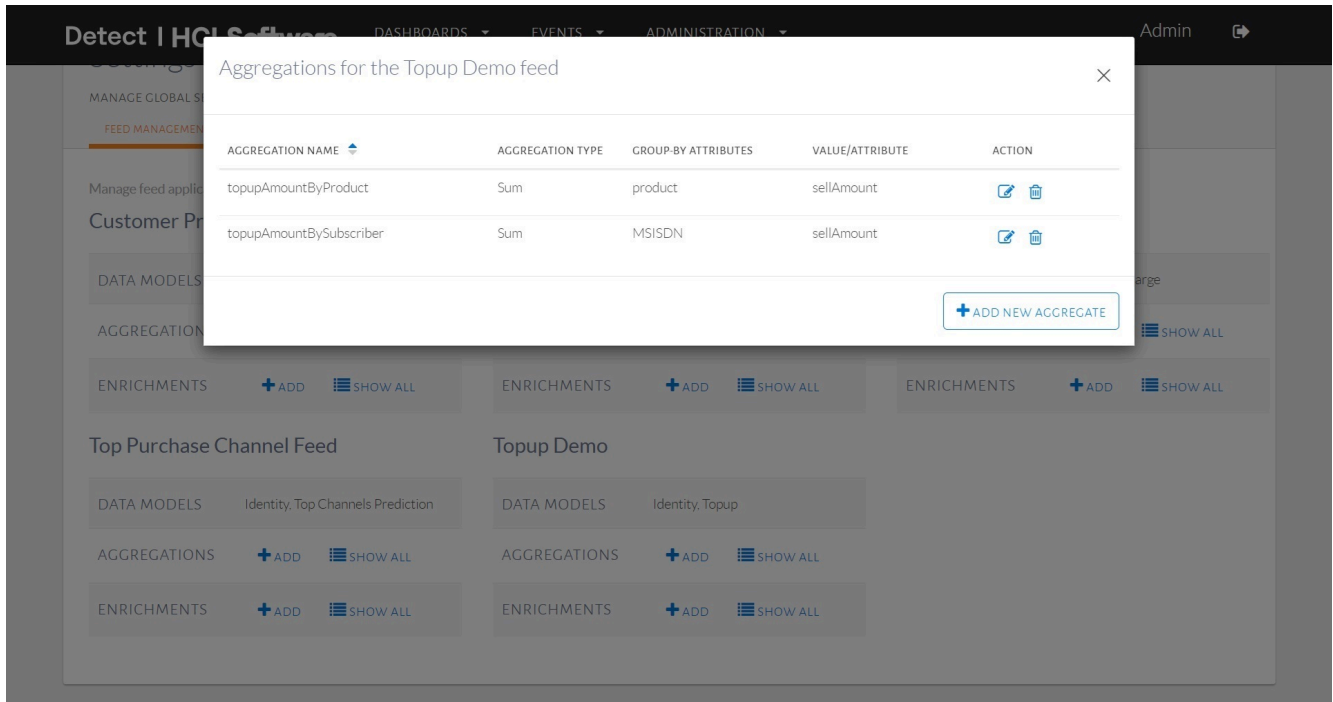 Detect | HCL Software DASHBOARDS EVENTS ADMINISTRATION Admin
Settings
MANAGE GLOBAL
FEED MANAGEMEN
Aggregations for the Topup Demo feed
AGGREGATION NAME AGGREGATION TYPE GROUP-BY ATTRIBUTES VALUE/ATTRIBUTE ACTION
topupAmountByProduct Sum product sellAmount
topupAmountBySubscriber Sum MSISDN sellAmount
ADD NEW AGGREGATE
Manage feed applic
Customer Pr
DATA MODELS arge
AGGREGATION SHOW ALL
ENRICHMENTS ADD SHOW ALL ENRICHMENTS ADD SHOW ALL ENRICHMENTS ADD SHOW ALL
Top Purchase Channel Feed Topup Demo
DATA MODELS Identity, Top Channels Prediction DATA MODELS Identity, Topup
AGGREGATIONS ADD SHOW ALL AGGREGATIONS ADD SHOW ALL
ENRICHMENTS ADD SHOW ALL ENRICHMENTS ADD SHOW ALL